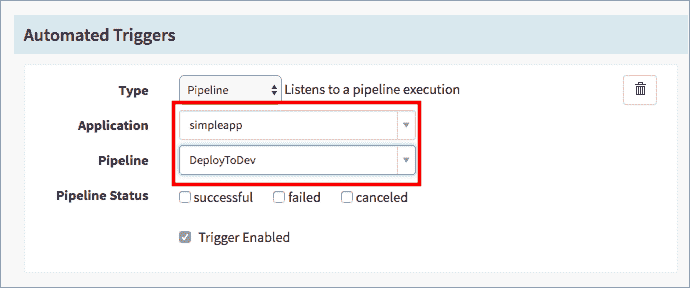 Automated Triggers
Type Pipeline Listens to a pipeline execution
Application simpleapp
Pipeline DeployToDev
Pipeline Status successful failed canceled
Trigger Enabled